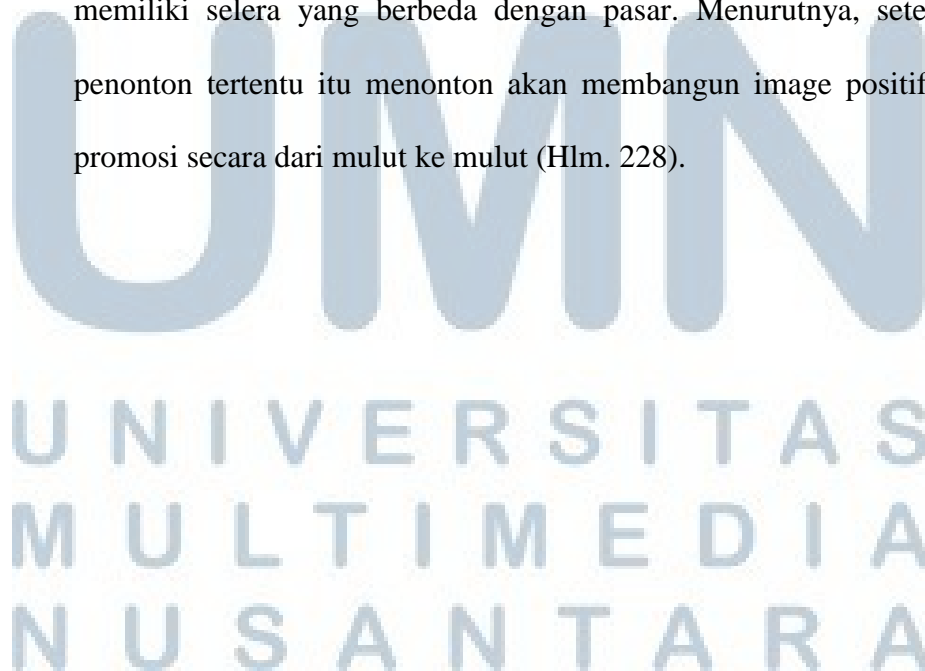 memiliki selera yang berbeda dengan pasar. Menurutnya, sete
penonton tertentu itu menonton akan membangun image positif
promosi secara dari mulut ke mulut (Hlm. 228).
UMN
UNIVERSITAS
MULTIMEDIA
NUSANTARA